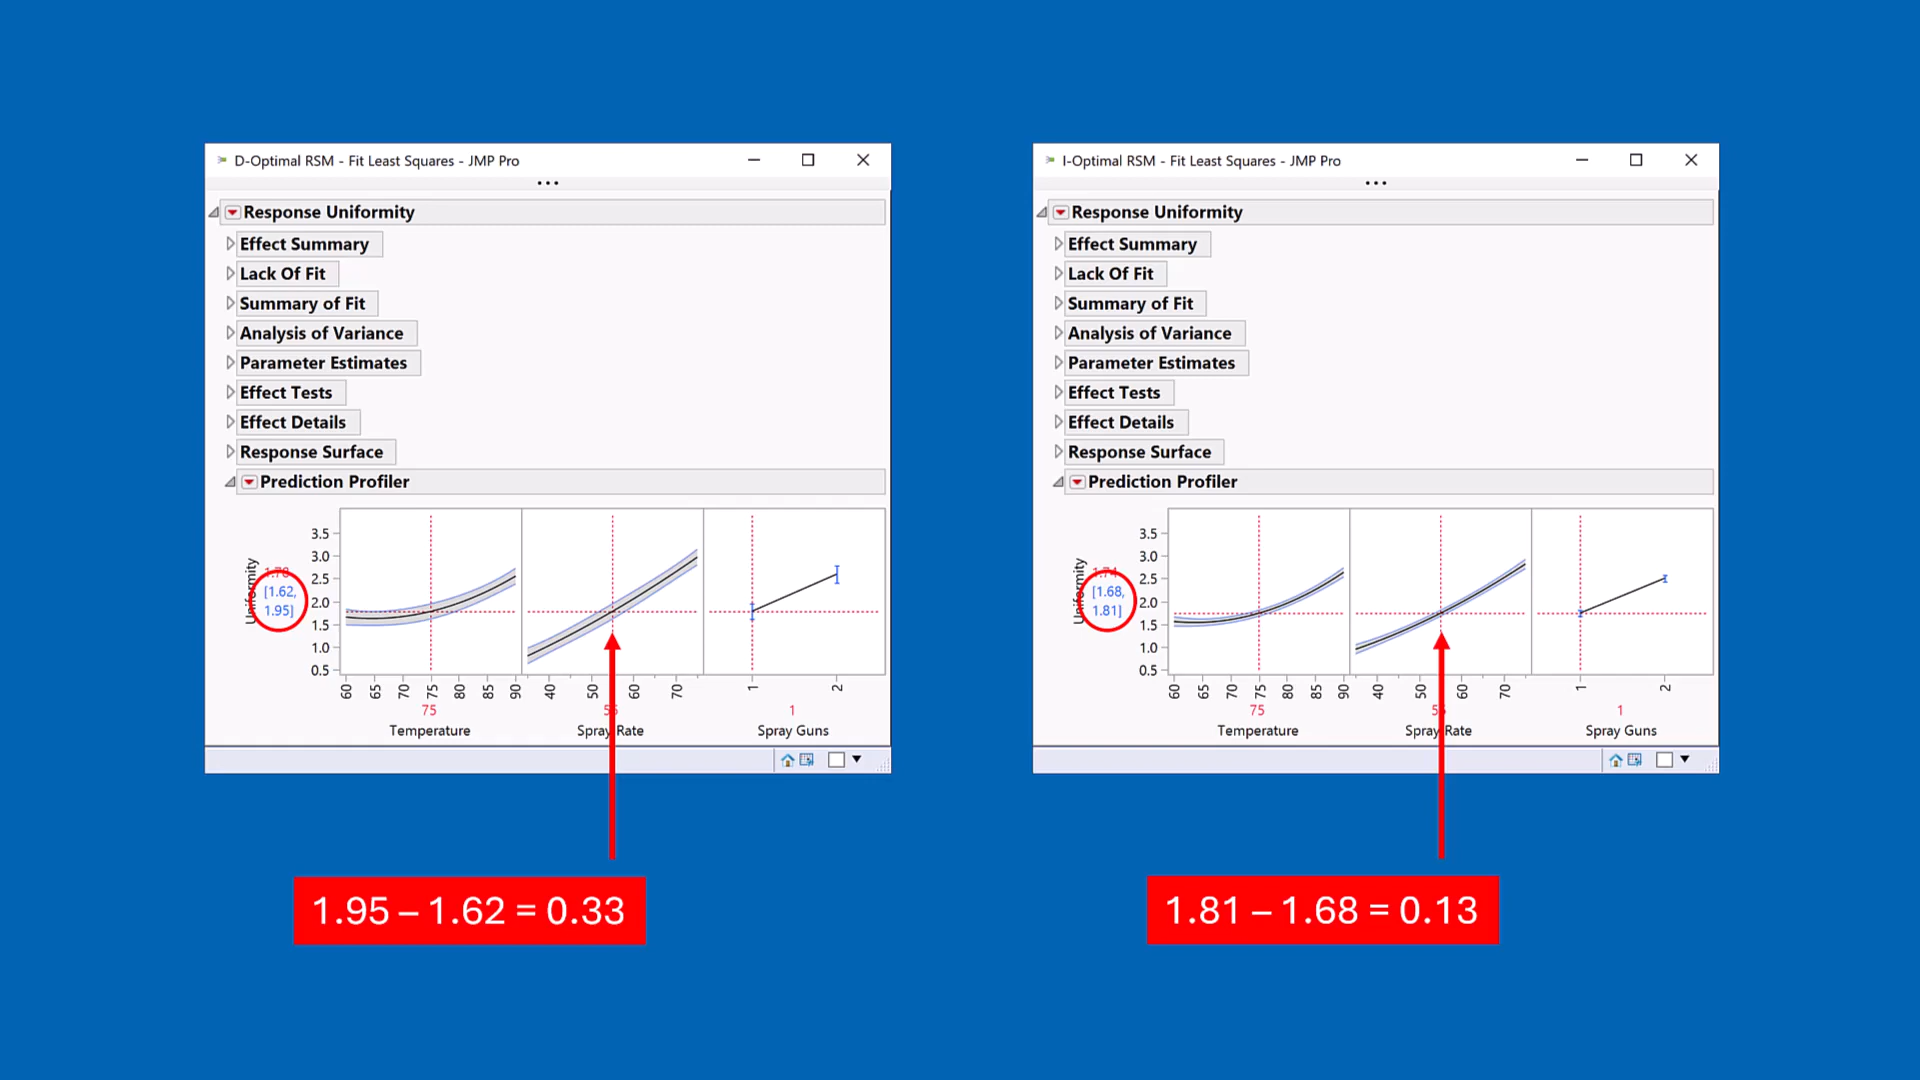 D-Optimal RSM - Fit Least Squares - JMP Pro
Response Uniformity
Effect Summary
Lack Of Fit
Summary of Fit
Analysis of Variance
Parameter Estimates
Effect Tests
Effect Details
Response Surface
Prediction Profiler
Uniformity
[1.62,
1.95]
3.5
3.0
2.5
2.0
1.5
1.0
0.5
60 65 70 75 80 85 90
40 50 60 70
1 2
75
1
Temperature
Spray Rate
Spray Guns
1.95 – 1.62 = 0.33
I-Optimal RSM - Fit Least Squares - JMP Pro
Response Uniformity
Effect Summary
Lack Of Fit
Summary of Fit
Analysis of Variance
Parameter Estimates
Effect Tests
Effect Details
Response Surface
Prediction Profiler
Uniformity
[1.68,
1.81]
3.5
3.0
2.5
2.0
1.5
1.0
0.5
60 65 70 75 80 85 90
40 50 60 70
1 2
75
1
Temperature
Spray Rate
Spray Guns
1.81 – 1.68 = 0.13